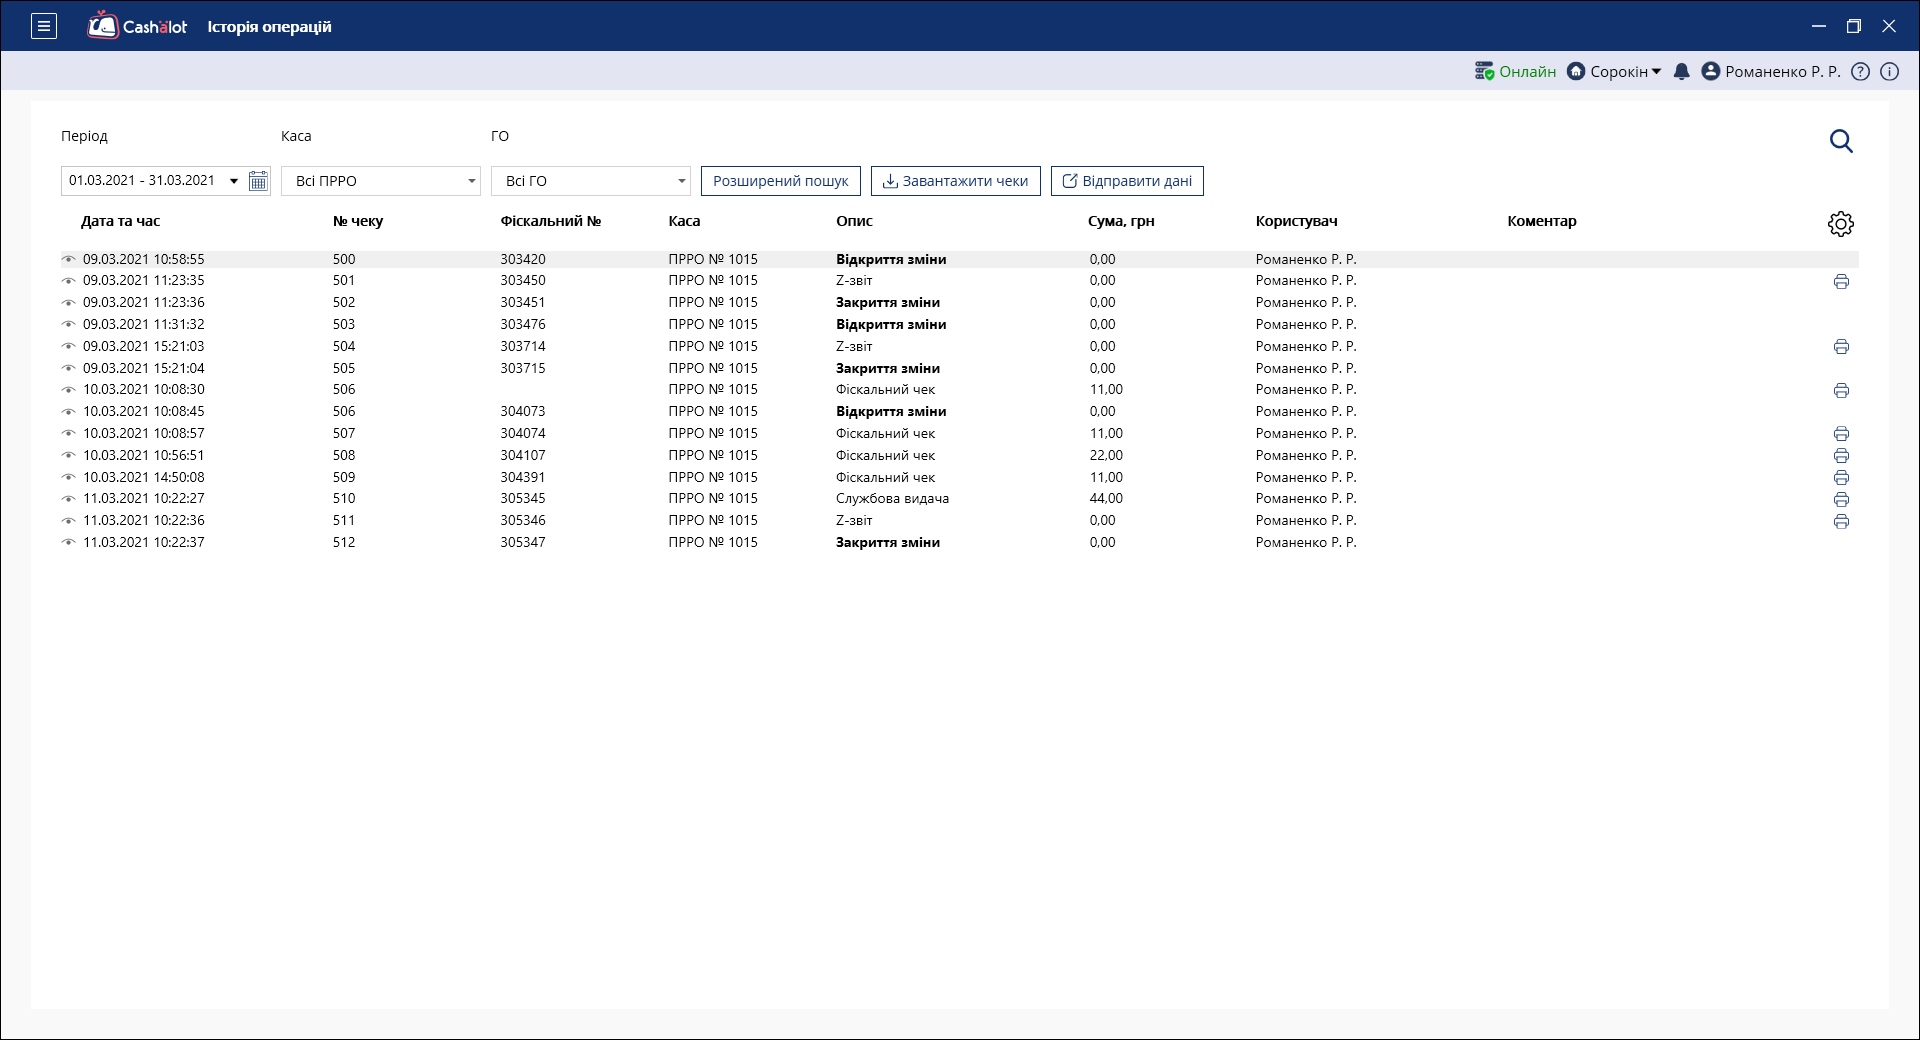 Cashalot Історія операцій
Онлайн Сорокін Романенко Р. Р.
Період Каса ГО
01.03.2021 - 31.03.2021 Всі ПРРО Всі ГО Розширений пошук Завантажити чеки Відправити дані
Дата та час № чеку Фіскальний № Каса Опис Сума, грн Користувач Коментар
09.03.2021 10:58:55 500 303420 ПРРО № 1015 Відкриття зміни 0,00 Романенко Р. Р.
09.03.2021 11:23:35 501 303450 ПРРО № 1015 Z-звіт 0,00 Романенко Р. Р.
09.03.2021 11:23:36 502 303451 ПРРО № 1015 Закриття зміни 0,00 Романенко Р. Р.
09.03.2021 11:31:32 503 303476 ПРРО № 1015 Відкриття зміни 0,00 Романенко Р. Р.
09.03.2021 15:21:03 504 303714 ПРРО № 1015 Z-звіт 0,00 Романенко Р. Р.
09.03.2021 15:21:04 505 303715 ПРРО № 1015 Закриття зміни 0,00 Романенко Р. Р.
10.03.2021 10:08:30 506 ПРРО № 1015 Фіскальний чек 11,00 Романенко Р. Р.
10.03.2021 10:08:45 506 304073 ПРРО № 1015 Відкриття зміни 0,00 Романенко Р. Р.
10.03.2021 10:08:57 507 304074 ПРРО № 1015 Фіскальний чек 11,00 Романенко Р. Р.
10.03.2021 10:56:51 508 304107 ПРРО № 1015 Фіскальний чек 22,00 Романенко Р. Р.
10.03.2021 14:50:08 509 304391 ПРРО № 1015 Фіскальний чек 11,00 Романенко Р. Р.
11.03.2021 10:22:27 510 305345 ПРРО № 1015 Службова видача 44,00 Романенко Р. Р.
11.03.2021 10:22:36 511 305346 ПРРО № 1015 Z-звіт 0,00 Романенко Р. Р.
11.03.2021 10:22:37 512 305347 ПРРО № 1015 Закриття зміни 0,00 Романенко Р. Р.